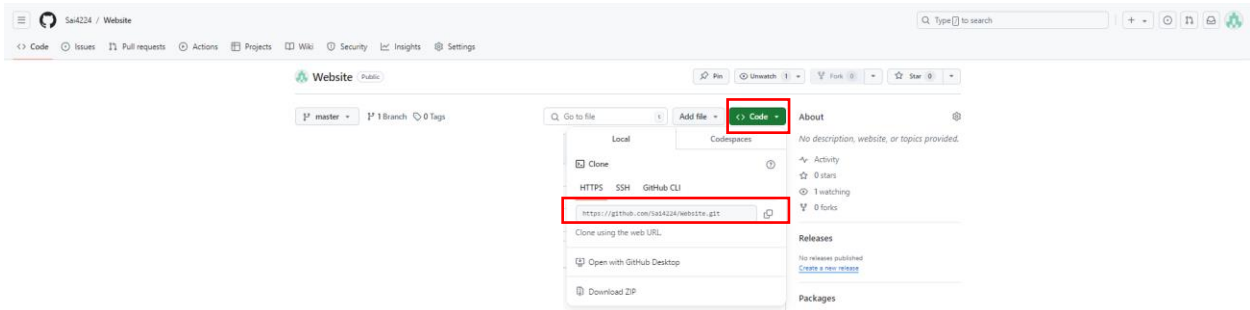 Sai4224 / Website
Type / to search
<> Code Issues Pull requests Actions Projects Wiki Security Insights Settings
Website Public
Pin Unwatch 1 Fork 0 Star 0
master 1 Branch 0 Tags
Go to file t Add file <> Code
About
Local Codespaces
No description, website, or topics provided.
Clone
Activity
HTTPS SSH GitHub CLI
0 stars
1 watching
https://github.com/Sai4224/Website.git
0 forks
Clone using the web URL.
Releases
Open with GitHub Desktop
No releases published
Create a new release
Download ZIP
Packages